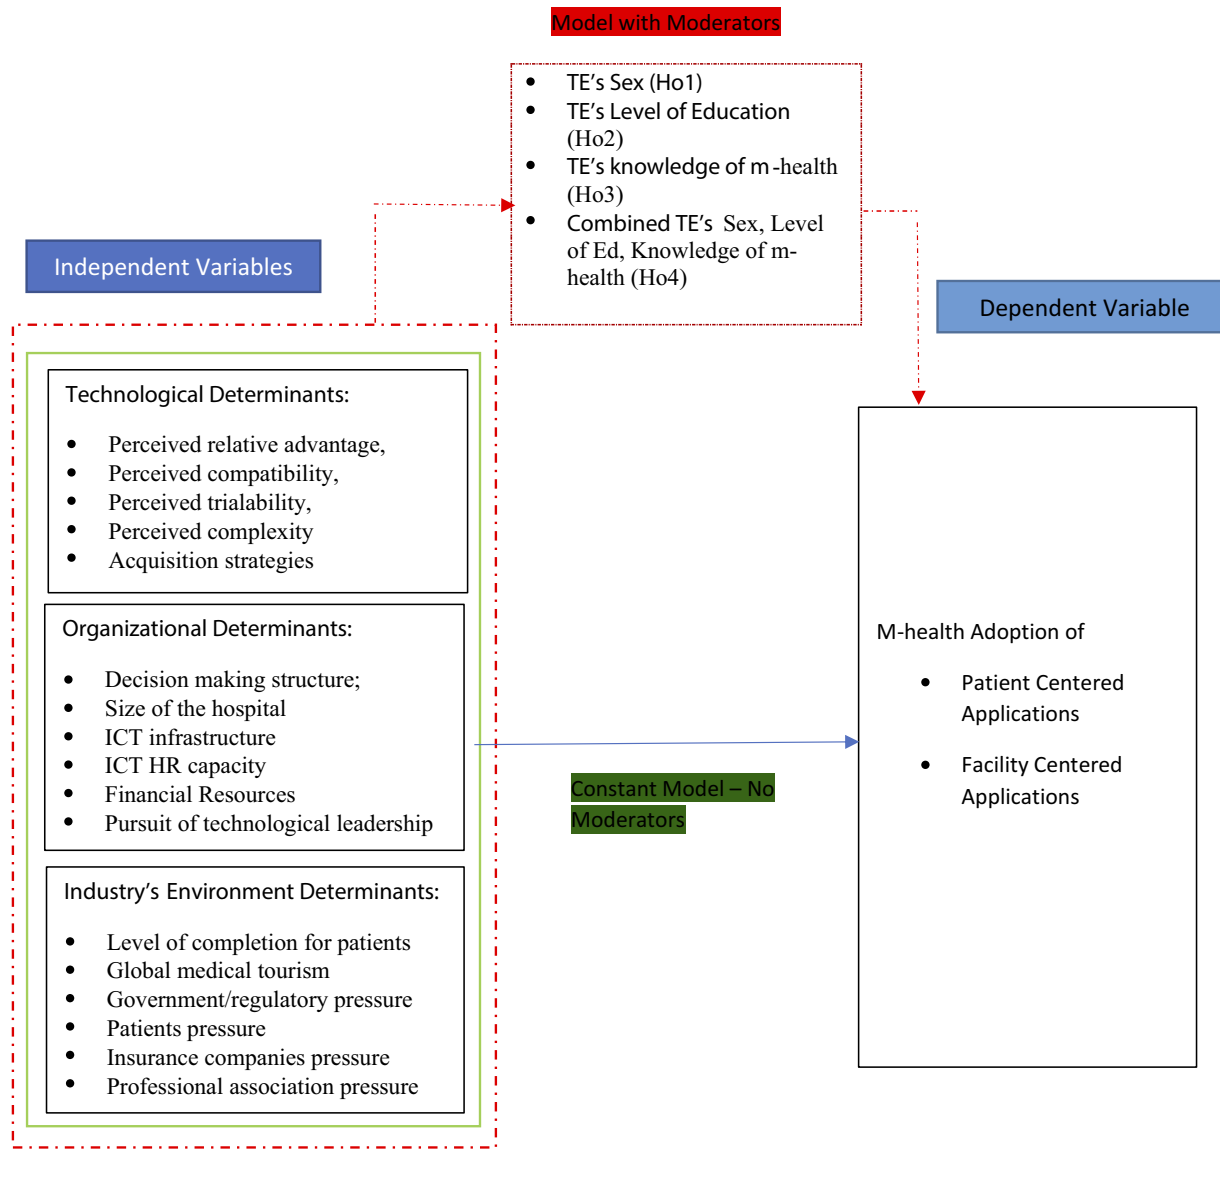 Model with Moderators
• TE’s Sex (Ho1)
• TE’s Level of Education
(Ho2)
• TE’s knowledge of m-health
(Ho3)
• Combined TE’s Sex, Level
of Ed, Knowledge of m-
health (Ho4)
Independent Variables
Dependent Variable
Technological Determinants:
• Perceived relative advantage,
• Perceived compatibility,
• Perceived trialability,
• Perceived complexity
• Acquisition strategies
Organizational Determinants:
• Decision making structure;
• Size of the hospital
• ICT infrastructure
• ICT HR capacity
• Financial Resources
• Pursuit of technological leadership
Industry’s Environment Determinants:
• Level of completion for patients
• Global medical tourism
• Government/regulatory pressure
• Patients pressure
• Insurance companies pressure
• Professional association pressure
Constant Model – No
Moderators
M-health Adoption of
• Patient Centered
Applications
• Facility Centered
Applications